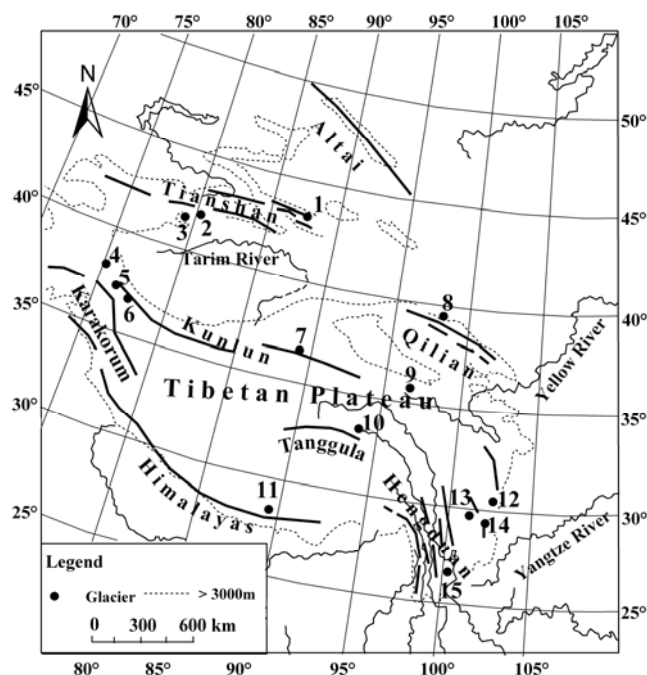 70° 75° 80° 85° 90° 95° 100° 105°
45°
N
50°
Altai
40°
Tianshan
1
2
3
45°
Tarim River
4
5
35°
6
8
40°
Karakorum
Kunlun
7
Qilian
Yellow River
9
Tibetan Plateau
35°
30°
10
Tanggula
Himalayas
11
Hengduan
13
12
14
30°
25°
Yangtze River
15
Legend
Glacier > 3000m
0 300 600 km
25°
80° 85° 90° 95° 100° 105°